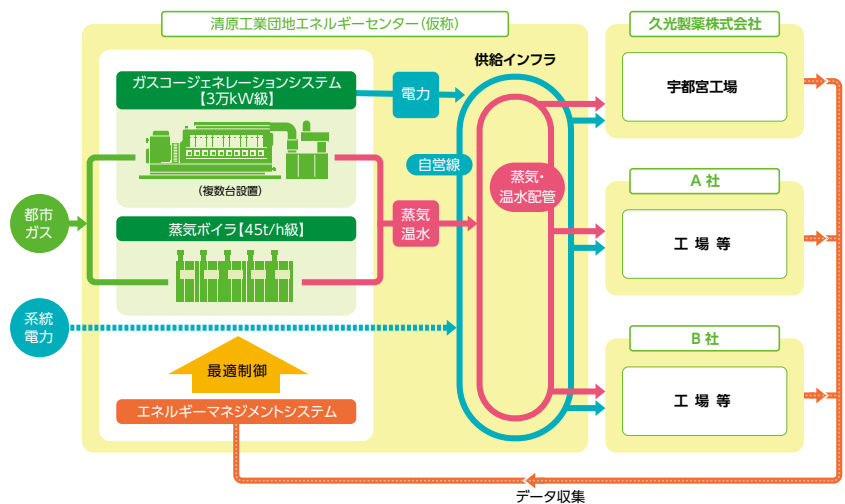 清原工業団地エネルギーセンター(仮称)
久光製薬株式会社
供給インフラ
ガスコージェネレーションシステム
【3万kW級】
電力
宇都宮工場
自営線
(複数台設置)
蒸気・
温水配管
A 社
都市
ガス
蒸気
温水
蒸気ボイラ【45t/h級】
工 場 等
系統
電力
B 社
最適制御
エネルギーマネジメントシステム
工 場 等
データ収集